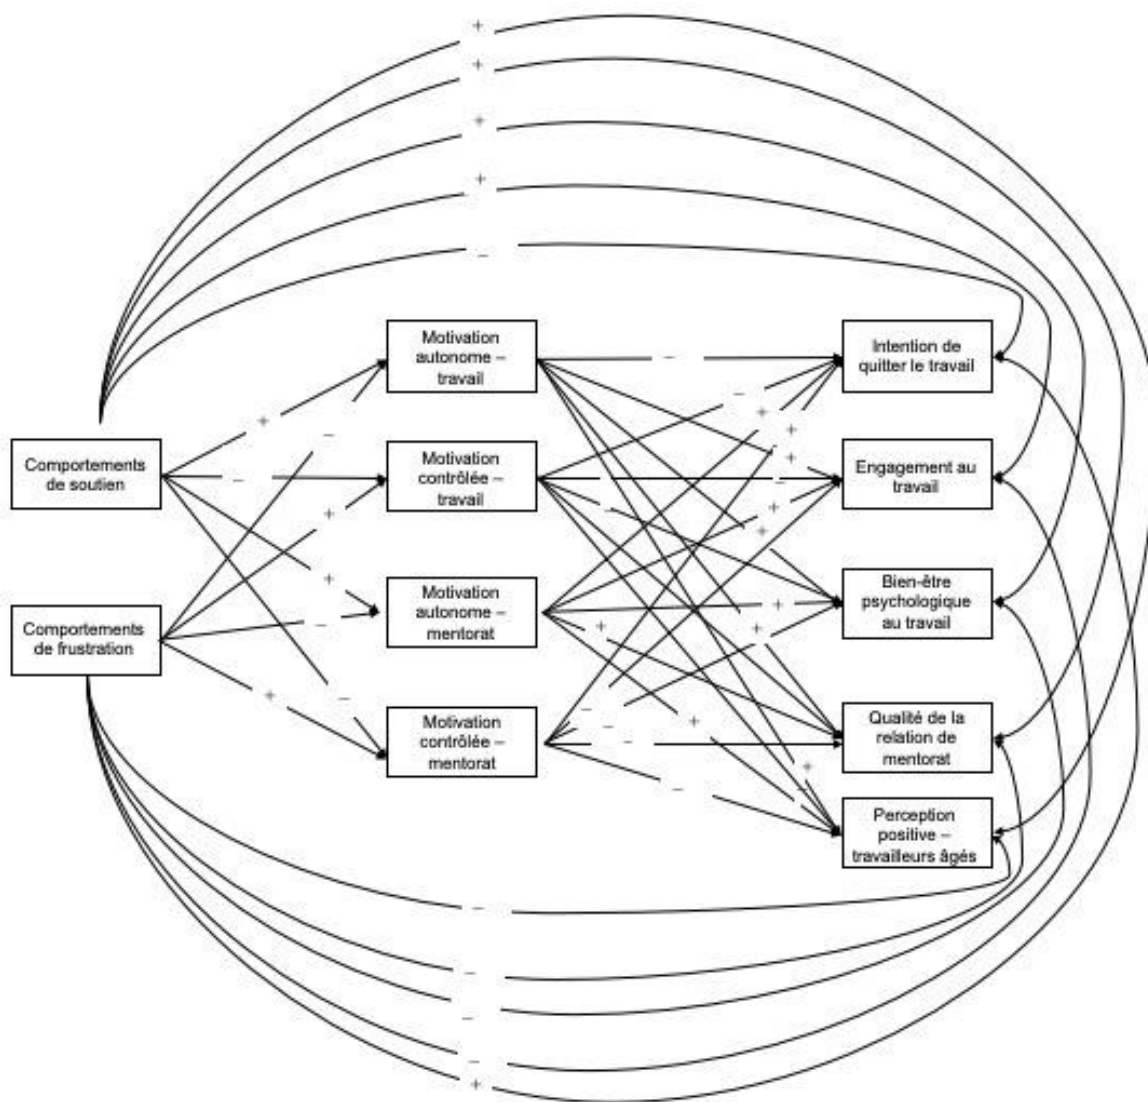 +
+
+
+
–
Motivation
autonome –
travail
Intention de
quitter le travail
–
–
+
+
–
+
Comportements
de soutien
–
Motivation
contrôlée –
travail
+
–
+
–
+
Engagement au
travail
+
Comportements
de frustration
–
Motivation
autonome –
mentorat
+
+
+
Bien-être
psychologique
au travail
+
–
Motivation
contrôlée –
mentorat
–
–
–
+
–
+
Qualité de la
relation de
mentorat
Perception
positive –
travailleurs âgés
–
–
–
–
+